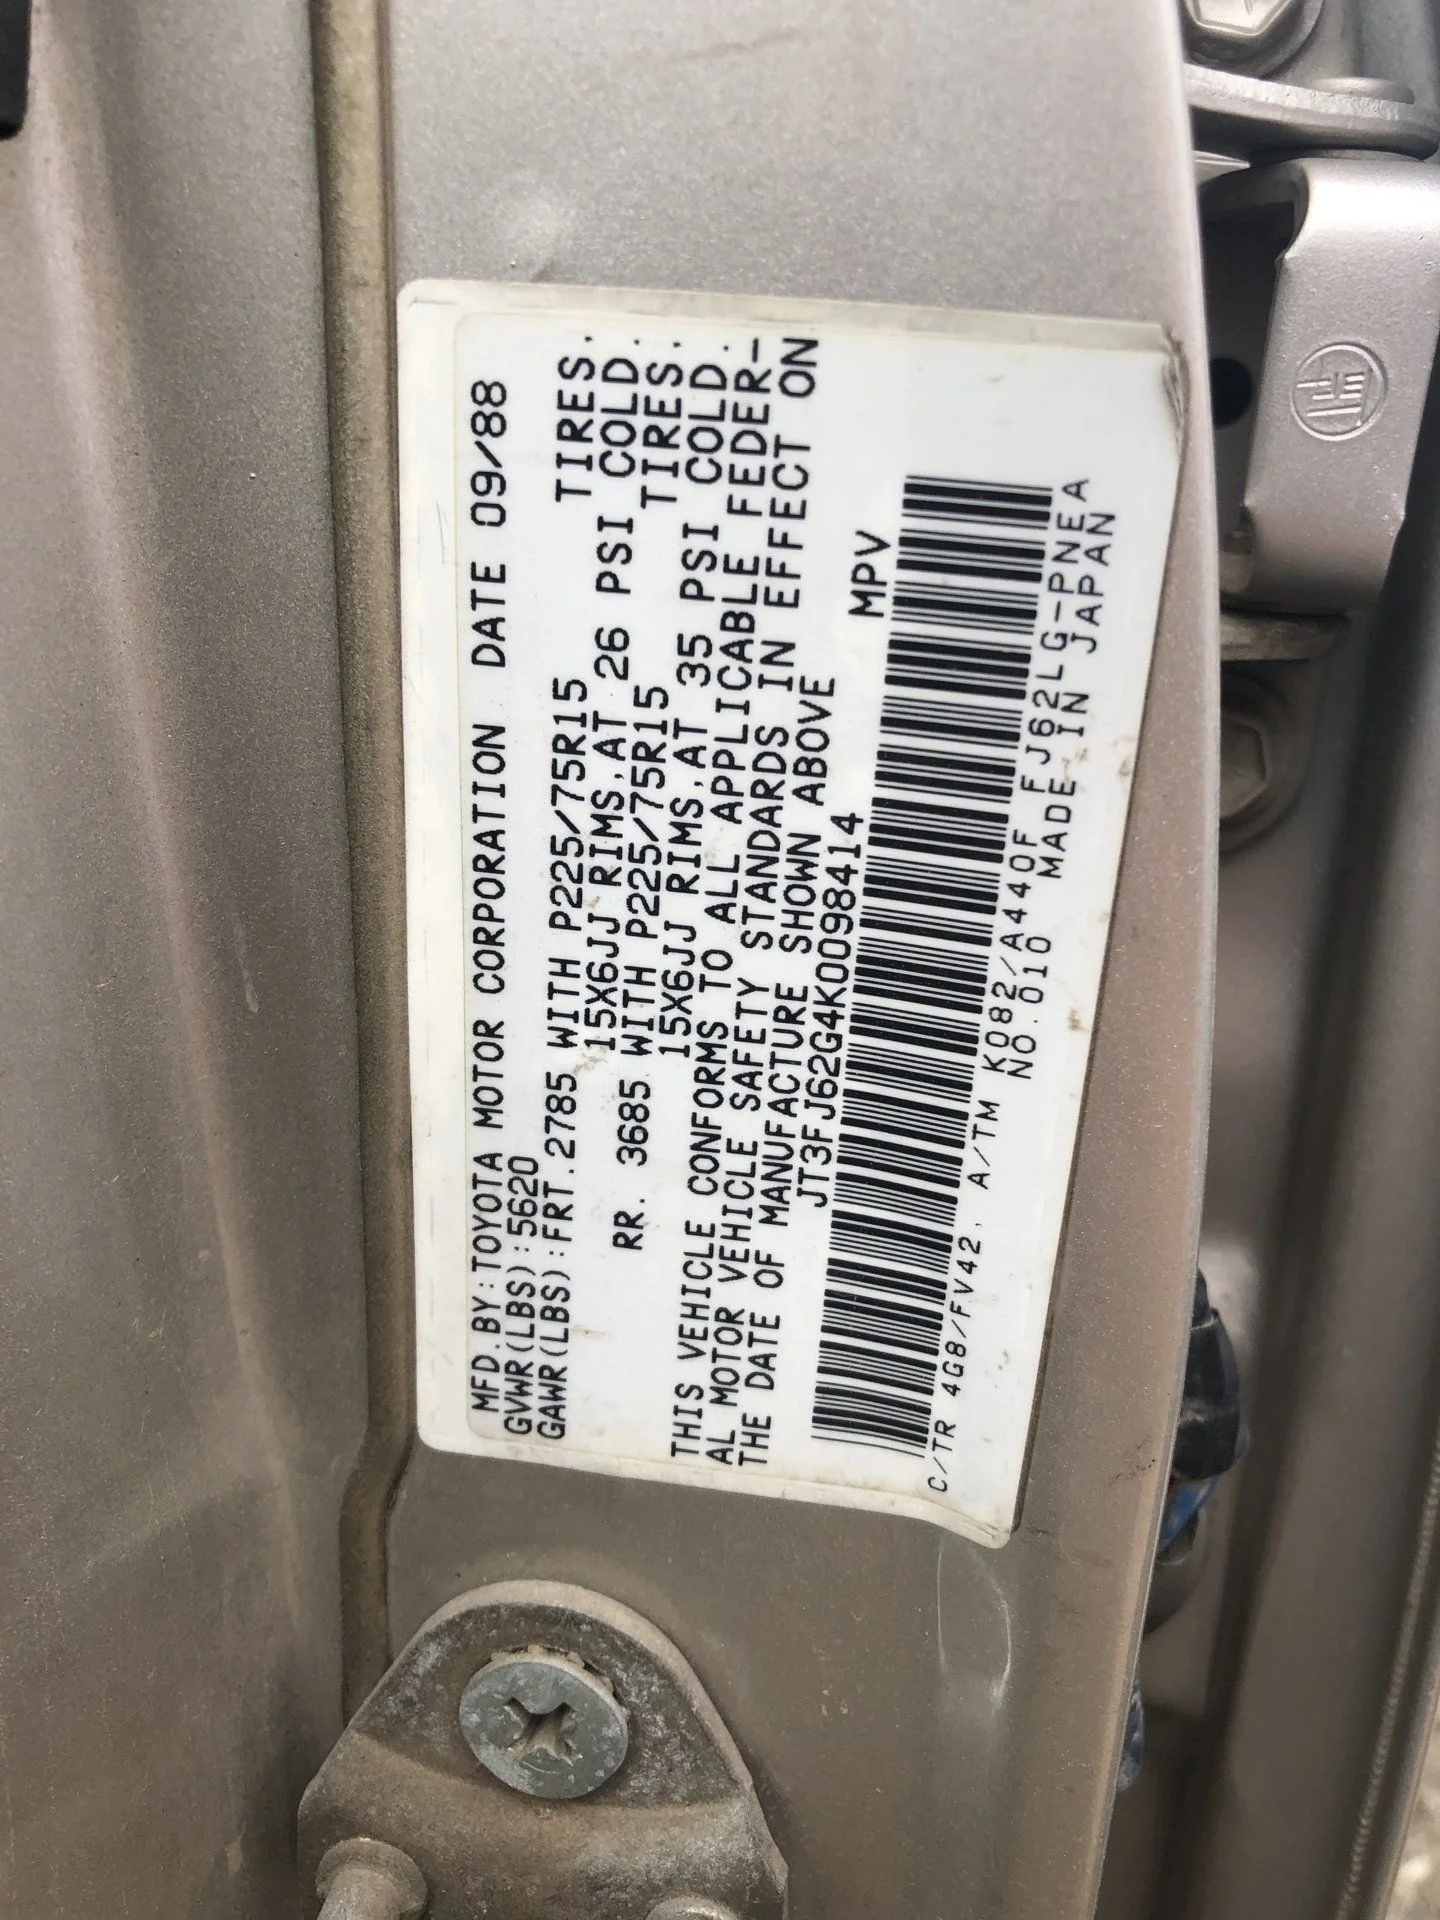 MFD.BY:TOYOTA MOTOR CORPORATION DATE 09/88
GVWR(LBS):5620
GAWR(LBS):FRT.2785 WITH P225/75R15 TIRES.
15X6JJ RIMS,AT 26 PSI COLD.
RR. 3685 WITH P225/75R15 TIRES.
15X6JJ RIMS,AT 35 PSI COLD.
THIS VEHICLE CONFORMS TO ALL APPLICABLE FEDER-
AL MOTOR VEHICLE SAFETY STANDARDS IN EFFECT ON
THE DATE OF MANUFACTURE SHOWN ABOVE
JT3FJ62G4K0098414 MPV
C/TR 4G8/FV42. A/TM K082/A440F FJ62LG-PNEA
NO.010 MADE IN JAPAN